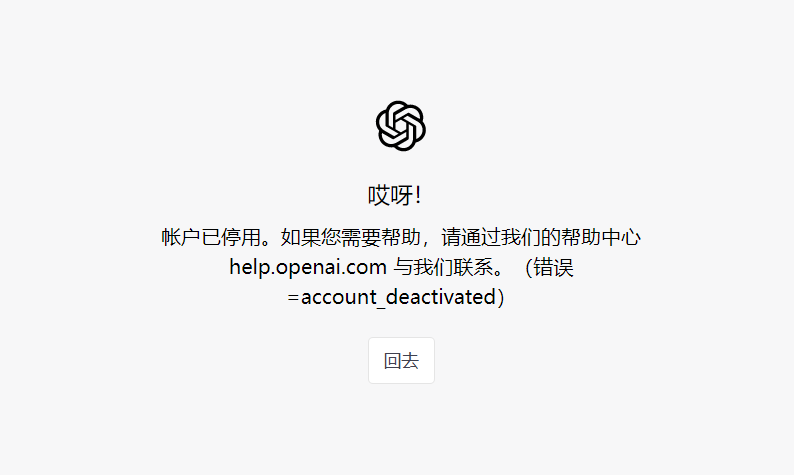 哎呀！
帐户已停用。如果您需要帮助，请通过我们的帮助中心
help.openai.com 与我们联系。（错误
=account_deactivated）
回去